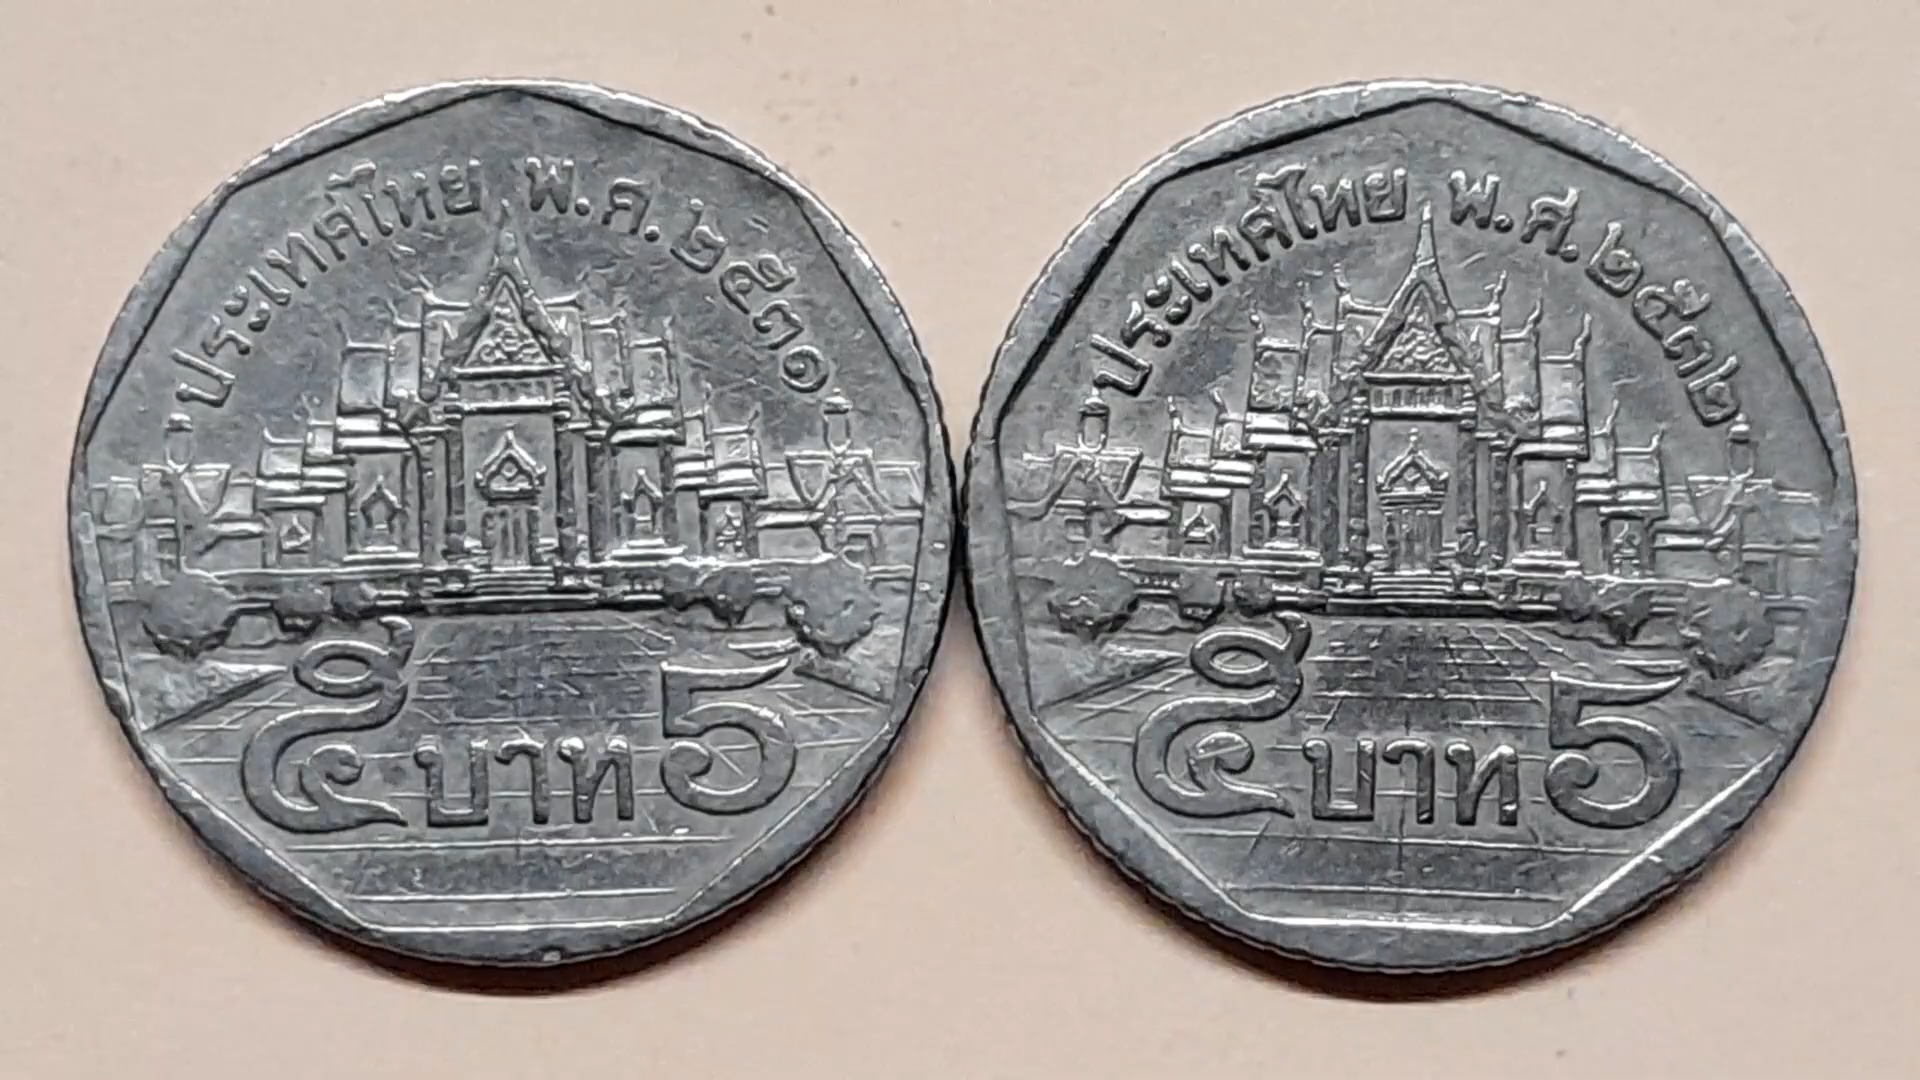 ประเทศไทย พ.ศ. ๒๕๓๑
๕ บาท 5
ประเทศไทย พ.ศ. ๒๕๓๒
๕ บาท 5